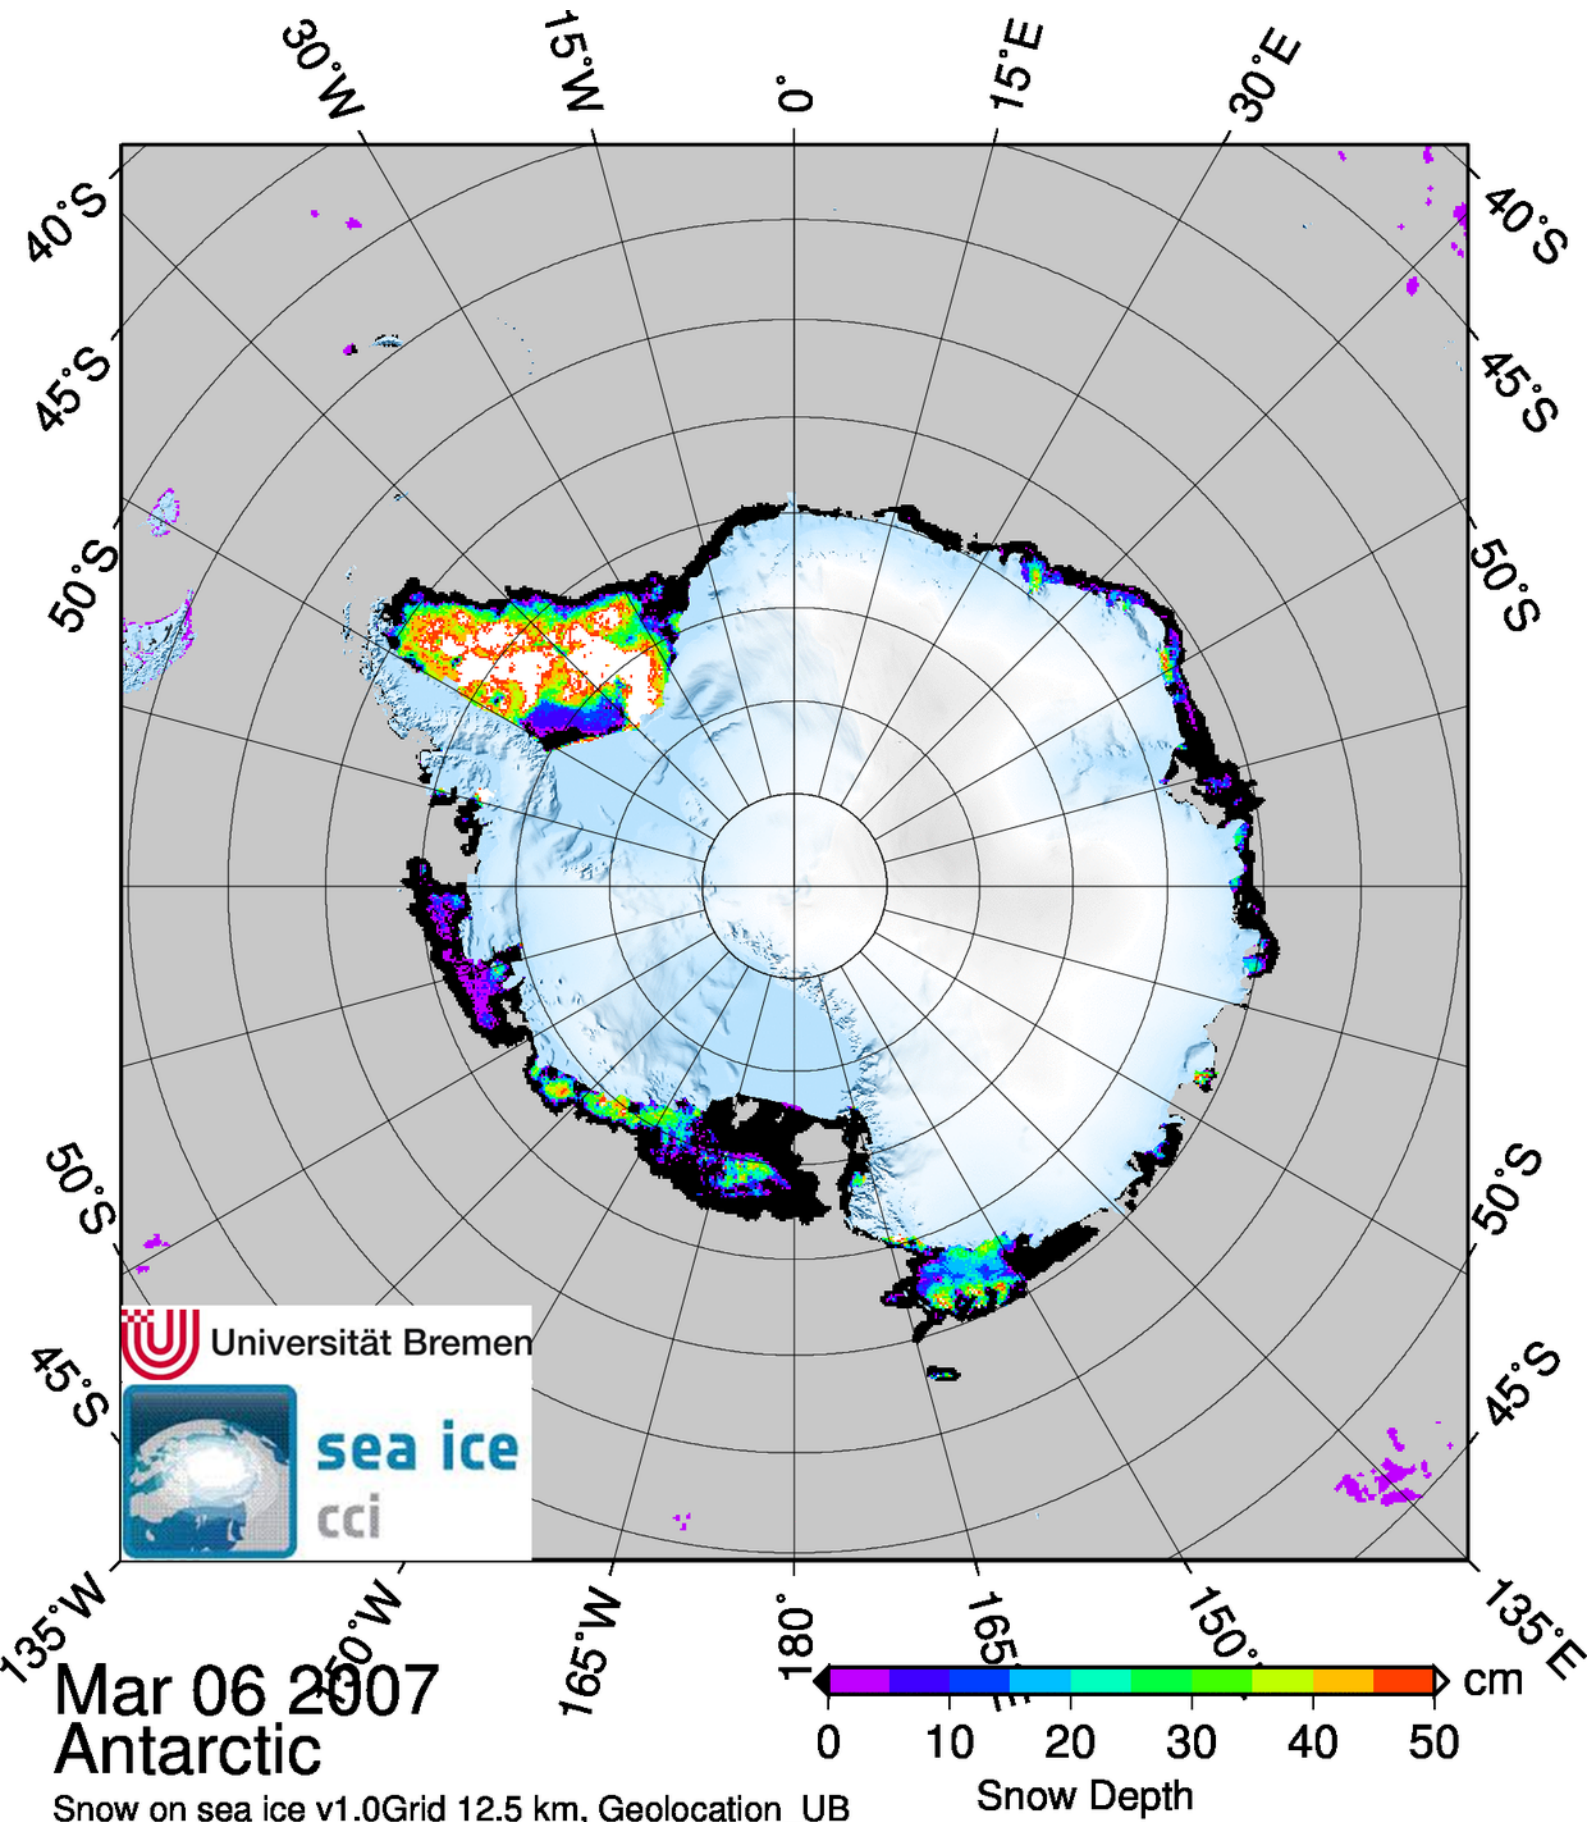 30°W
15°W
0°
15°E
30°E
40°S
40°S
45°S
45°S
50°S
50°S
50°S
50°S
45°S
45°S
Universität Bremen
sea ice
cci
135°W
165°W
180°
150°
135°E
Mar 06 2007
Antarctic
cm
0 10 20 30 40 50
Snow Depth
Snow on sea ice v1.0Grid 12.5 km, Geolocation UB